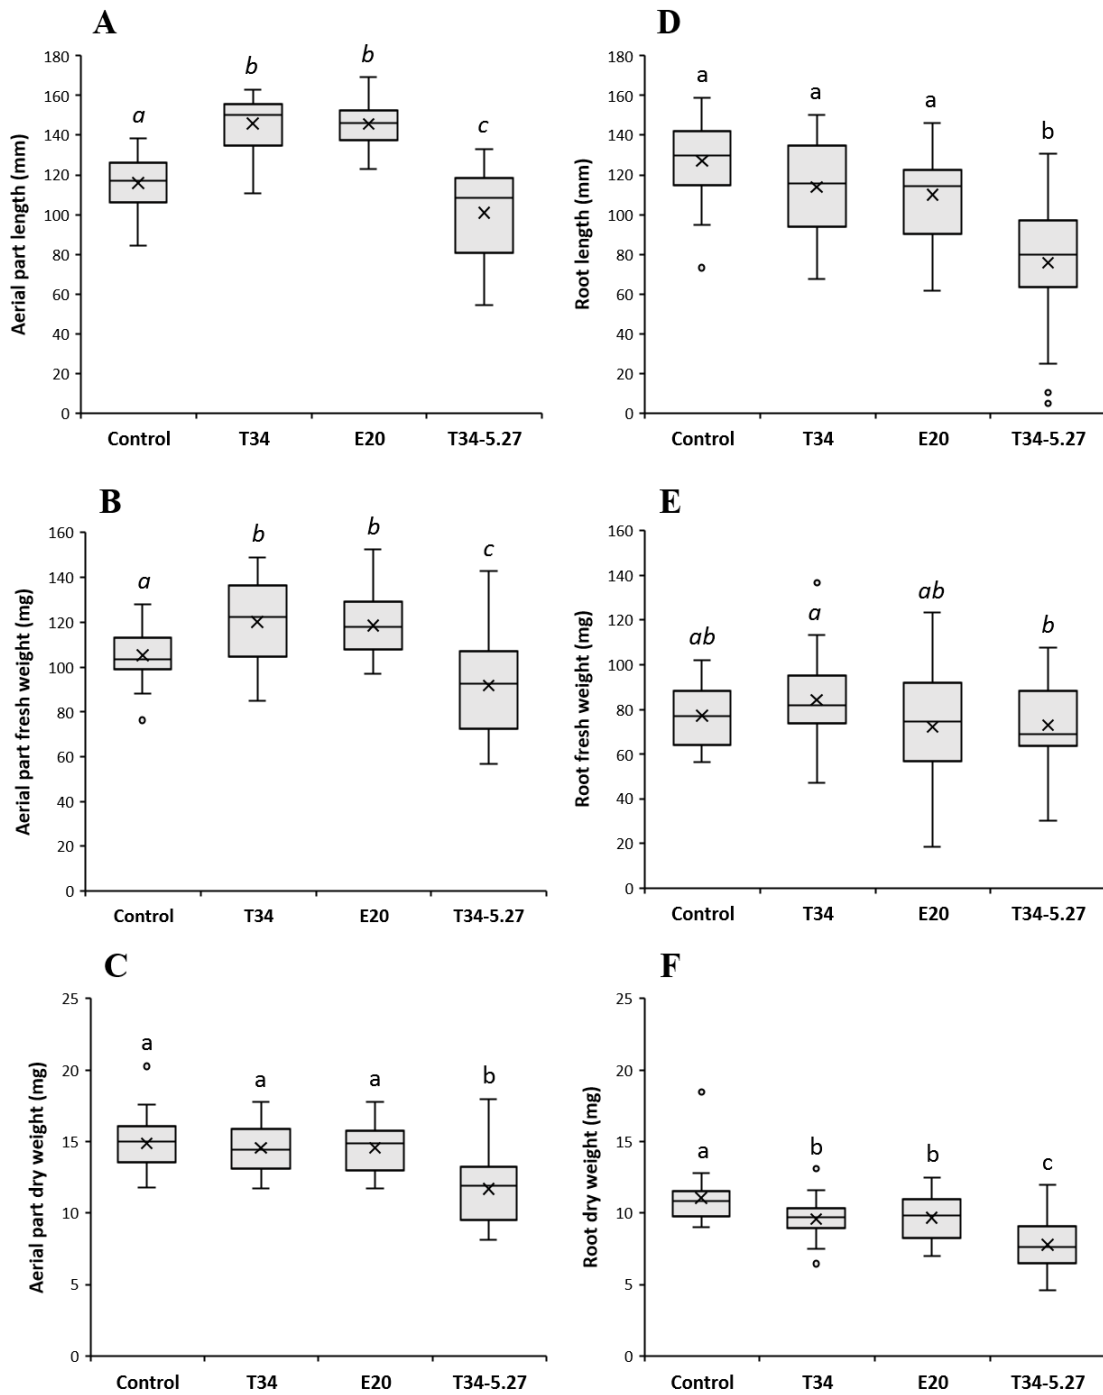 A
Aerial part length (mm)
180
160
140
120
100
80
60
40
20
0
a
b
b
c
Control T34 E20 T34-5.27
D
Root length (mm)
180
160
140
120
100
80
60
40
20
0
a
a
a
b
Control T34 E20 T34-5.27
B
Aerial part fresh weight (mg)
160
140
120
100
80
60
40
20
0
a
b
b
c
Control T34 E20 T34-5.27
E
Root fresh weight (mg)
160
140
120
100
80
60
40
20
0
ab
a
ab
b
Control T34 E20 T34-5.27
C
Aerial part dry weight (mg)
25
20
15
10
5
0
a
a
a
b
Control T34 E20 T34-5.27
F
Root dry weight (mg)
25
20
15
10
5
0
a
b
b
c
Control T34 E20 T34-5.27